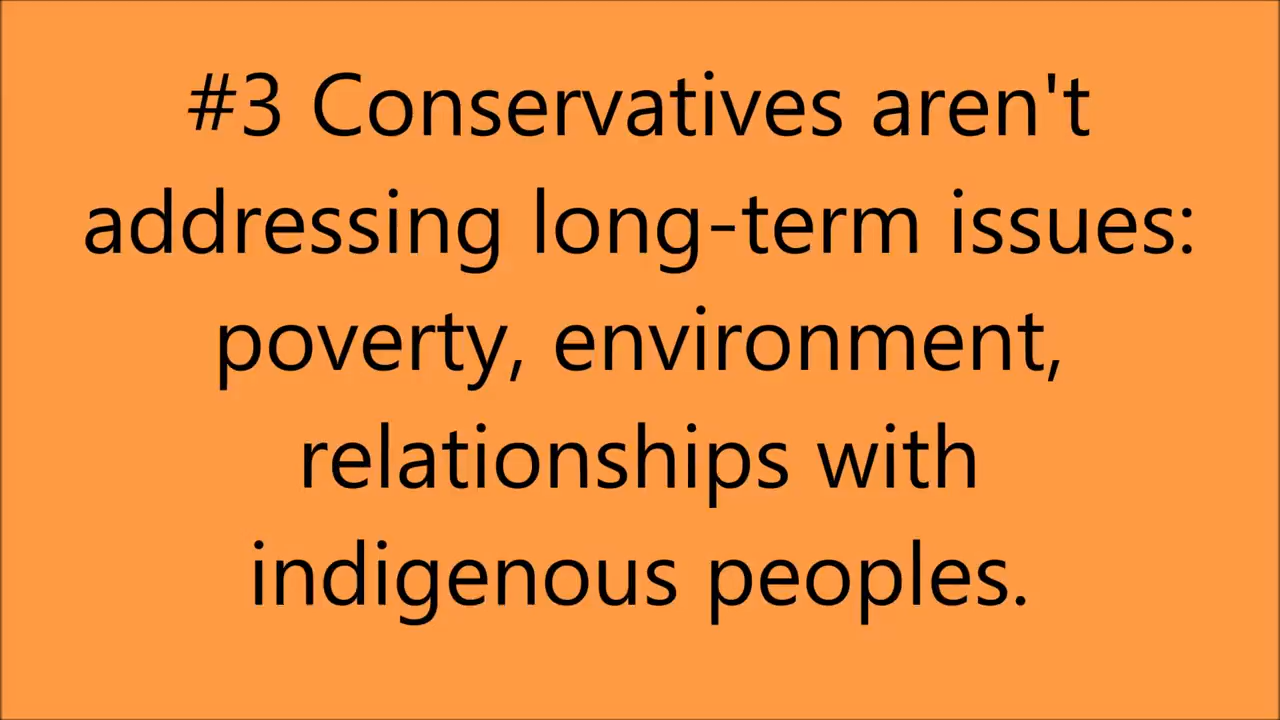 #3 Conservatives aren't
addressing long-term issues:
poverty, environment,
relationships with
indigenous peoples.